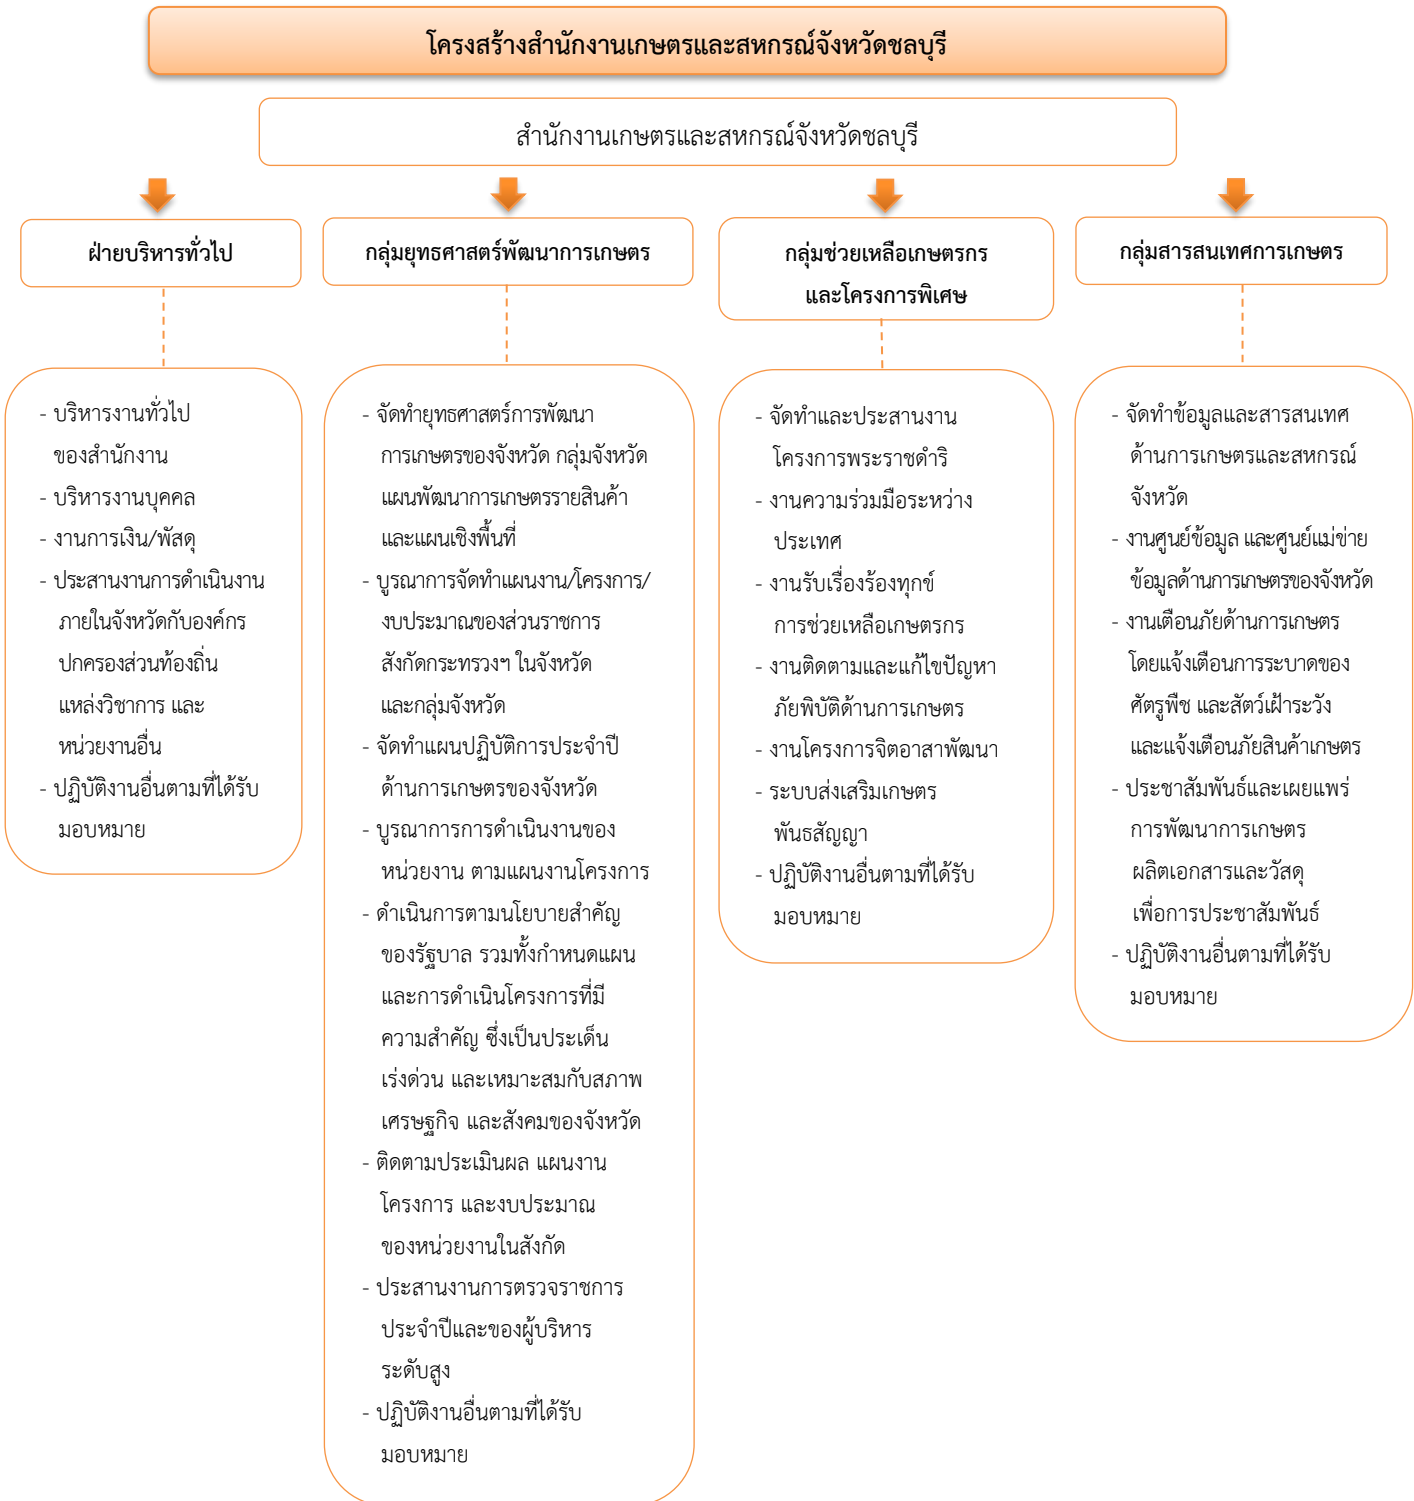 โครงสร้างสำนักงานเกษตรและสหกรณ์จังหวัดชลบุรี
สำนักงานเกษตรและสหกรณ์จังหวัดชลบุรี
ฝ่ายบริหารทั่วไป
- บริหารงานทั่วไป
ของสำนักงาน
- บริหารงานบุคคล
- งานการเงิน/พัสดุ
- ประสานงานการดำเนินงาน
ภายในจังหวัดกับองค์กร
ปกครองส่วนท้องถิ่น
แหล่งวิชาการ และ
หน่วยงานอื่น
- ปฏิบัติงานอื่นตามที่ได้รับ
มอบหมาย
กลุ่มยุทธศาสตร์พัฒนาการเกษตร
- จัดทำยุทธศาสตร์การพัฒนา
การเกษตรของจังหวัด กลุ่มจังหวัด
แผนพัฒนาการเกษตรรายสินค้า
และแผนเชิงพื้นที่
- บูรณาการจัดทำแผนงาน/โครงการ/
งบประมาณของส่วนราชการ
สังกัดกระทรวงฯ ในจังหวัด
และกลุ่มจังหวัด
- จัดทำแผนปฏิบัติการประจำปี
ด้านการเกษตรของจังหวัด
- บูรณาการการดำเนินงานของ
หน่วยงาน ตามแผนงานโครงการ
- ดำเนินการตามนโยบายสำคัญ
ของรัฐบาล รวมทั้งกำหนดแผน
และการดำเนินโครงการที่มี
ความสำคัญ ซึ่งเป็นประเด็น
เร่งด่วน และเหมาะสมกับสภาพ
เศรษฐกิจ และสังคมของจังหวัด
- ติดตามประเมินผล แผนงาน
โครงการ และงบประมาณ
ของหน่วยงานในสังกัด
- ประสานงานการตรวจราชการ
ประจำปีและของผู้บริหาร
ระดับสูง
- ปฏิบัติงานอื่นตามที่ได้รับ
มอบหมาย
กลุ่มช่วยเหลือเกษตรกร
และโครงการพิเศษ
- จัดทำและประสานงาน
โครงการพระราชดำริ
- งานความร่วมมือระหว่าง
ประเทศ
- งานรับเรื่องร้องทุกข์
การช่วยเหลือเกษตรกร
- งานติดตามและแก้ไขปัญหา
ภัยพิบัติด้านการเกษตร
- งานโครงการจิตอาสาพัฒนา
- ระบบส่งเสริมเกษตร
พันธสัญญา
- ปฏิบัติงานอื่นตามที่ได้รับ
มอบหมาย
กลุ่มสารสนเทศการเกษตร
- จัดทำข้อมูลและสารสนเทศ
ด้านการเกษตรและสหกรณ์
จังหวัด
- งานศูนย์ข้อมูล และศูนย์แม่ข่าย
ข้อมูลด้านการเกษตรของจังหวัด
- งานเตือนภัยด้านการเกษตร
โดยแจ้งเตือนการระบาดของ
ศัตรูพืช และสัตว์เฝ้าระวัง
และแจ้งเตือนภัยสินค้าเกษตร
- ประชาสัมพันธ์และเผยแพร่
การพัฒนาการเกษตร
ผลิตเอกสารและวัสดุ
เพื่อการประชาสัมพันธ์
- ปฏิบัติงานอื่นตามที่ได้รับ
มอบหมาย